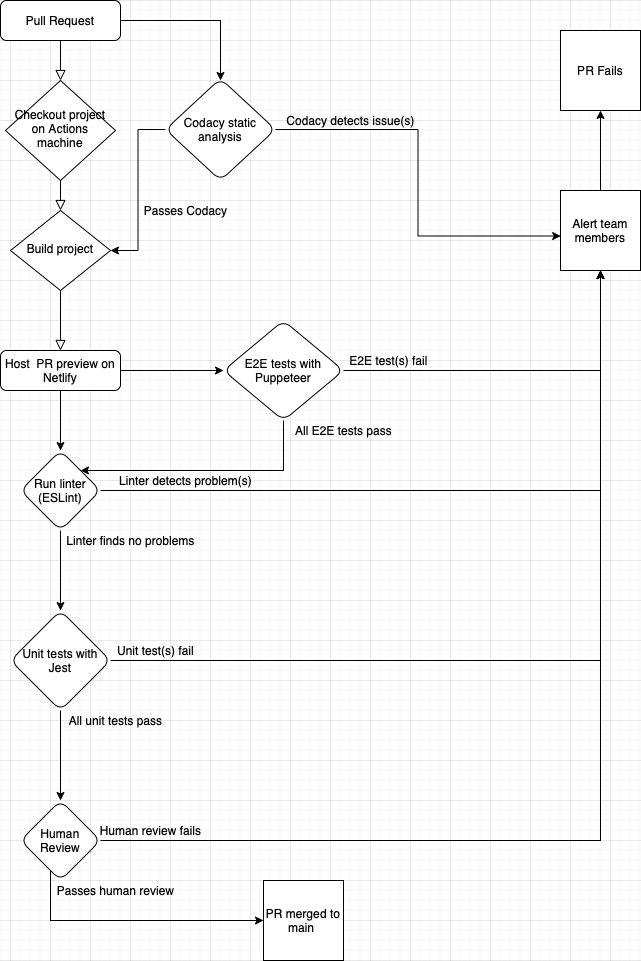 Pull Request
PR Fails
Checkout project
on Actions
machine
Codacy static
analysis
Codacy detects issue(s)
Passes Codacy
Alert team
members
Build project
Host  PR preview on
Netlify
E2E tests with
Puppeteer
E2E test(s) fail
All E2E tests pass
Run linter
(ESLint)
Linter detects problem(s)
Linter finds no problems
Unit tests with
Jest
Unit test(s) fail
All unit tests pass
Human
Review
Human review fails
Passes human review
PR merged to
main